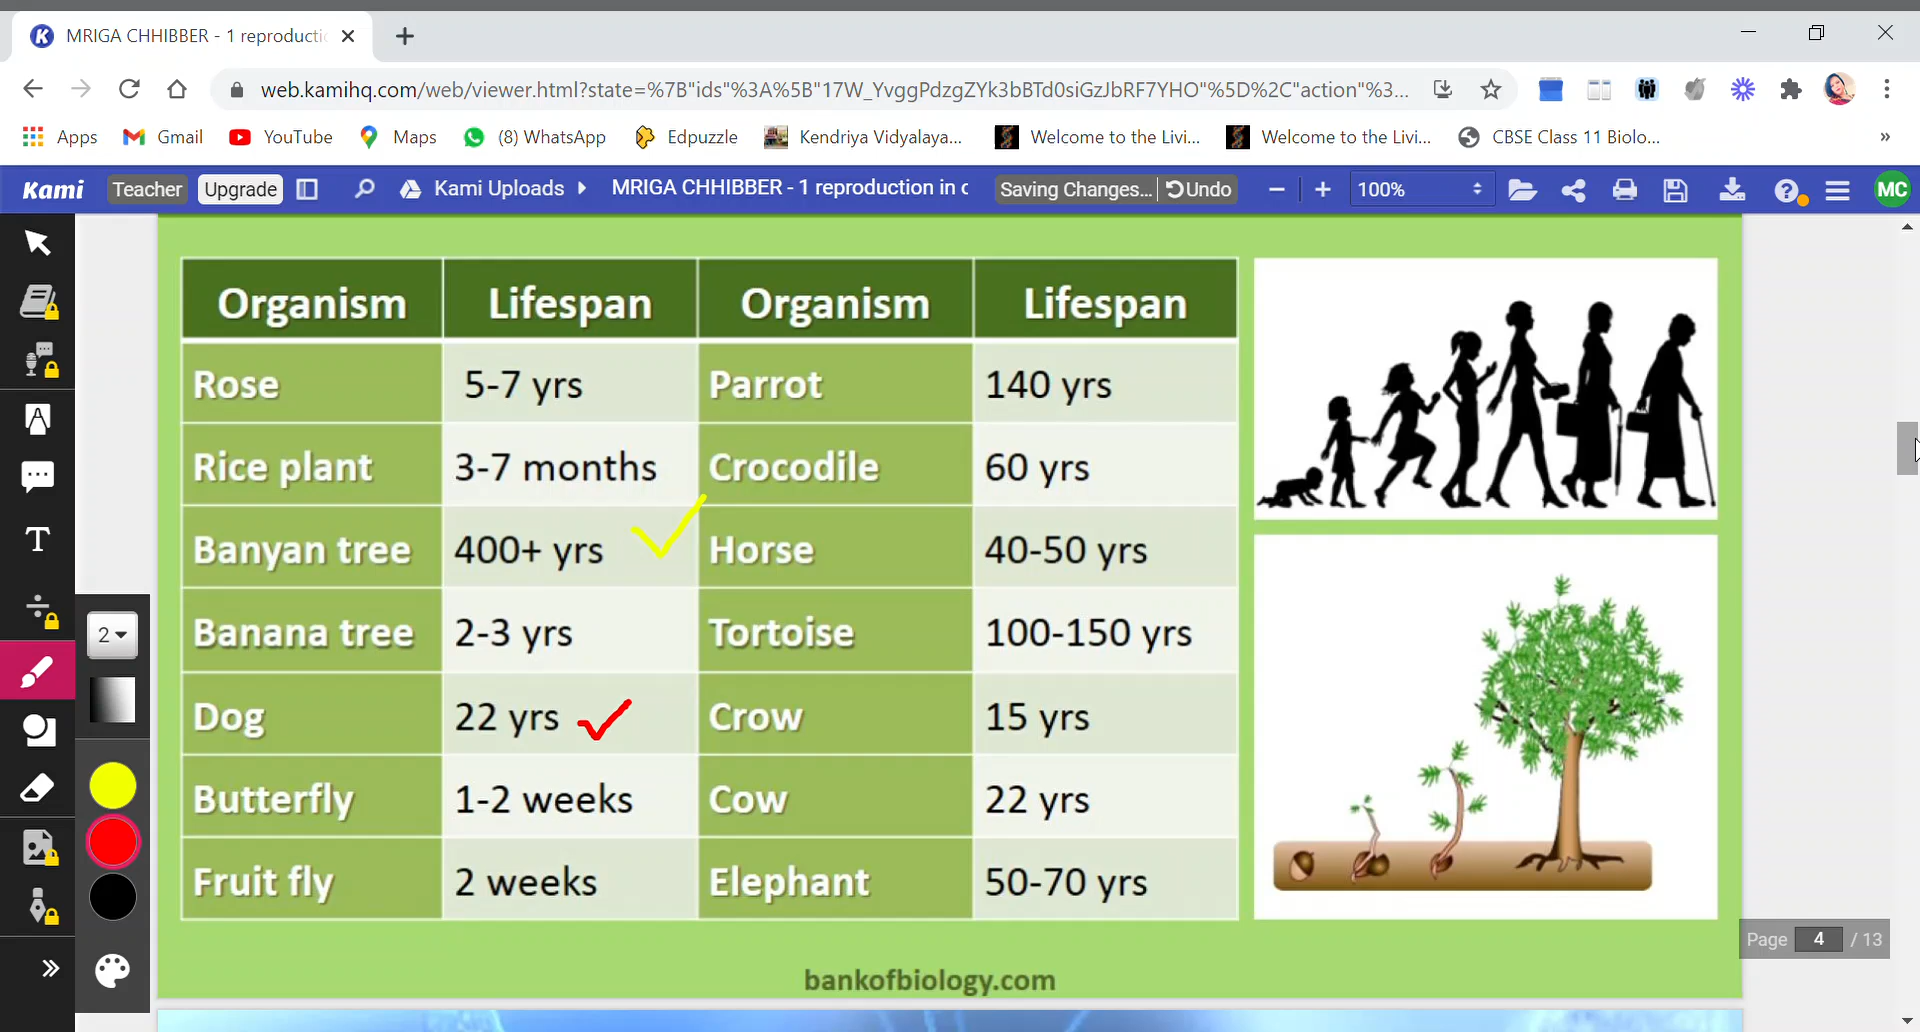 MRIGA CHHIBBER - 1 reproducti
web.kamihq.com/web/viewer.html?state=%7B"ids"%3A%5B"17W_YvggPdzgZYk3bBTd0siGzJbRF7YHO"%5D%2C"action"%3...
Apps Gmail YouTube Maps (8) WhatsApp Edpuzzle Kendriya Vidyalaya... Welcome to the Livi... Welcome to the Livi... CBSE Class 11 Biolo... »
Kami Teacher Upgrade Kami Uploads MRIGA CHHIBBER - 1 reproduction in c Saving Changes... Undo 100% MC
Organism Lifespan Organism Lifespan
Rose 5-7 yrs Parrot 140 yrs
Rice plant 3-7 months Crocodile 60 yrs
Banyan tree 400+ yrs Horse 40-50 yrs
Banana tree 2-3 yrs Tortoise 100-150 yrs
Dog 22 yrs Crow 15 yrs
Butterfly 1-2 weeks Cow 22 yrs
Fruit fly 2 weeks Elephant 50-70 yrs
2
Page 4 / 13
bankofbiology.com